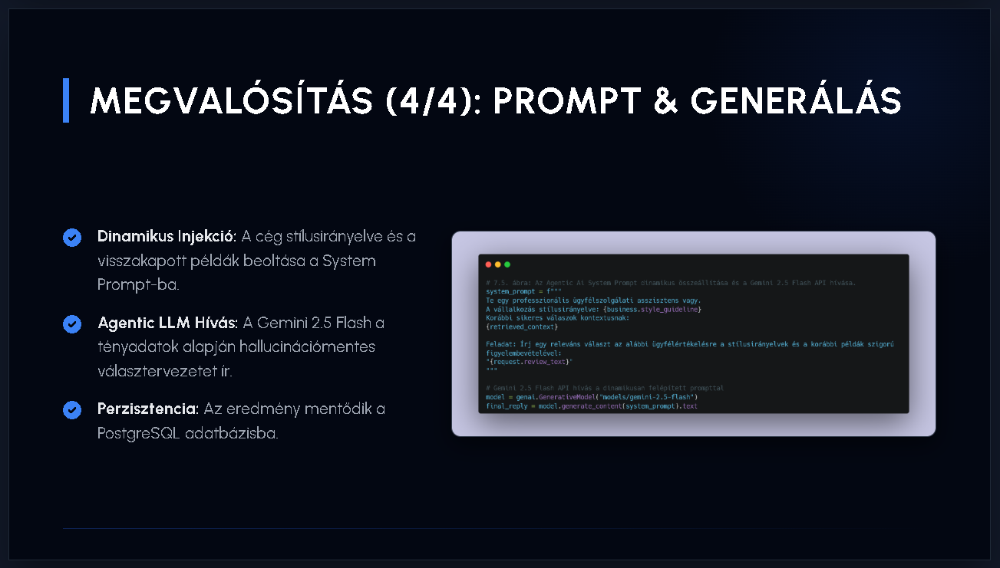 MEGVALÓSÍTÁS (4/4): PROMPT & GENERÁLÁS
Dinamikus Injekció: A cég stílusirányelve és a
visszakapott példák beoltása a System
Prompt-ba.
Agentic LLM Hívás: A Gemini 2.5 Flash a
tényadatok alapján hallucinációmentes
választervezetet ír.
Perzisztencia: Az eredmény mentődik a
PostgreSQL adatbázisba.
# 7.5. ábra: Az Agentic Ai System Prompt dinamikus összeállítása és a Gemini 2.5 Flash API hívása.
system_prompt = f"""
Te egy professzionális ügyfélszolgálati asszisztens vagy.
A vállalkozás stílusirányelve: {business.style_guideline}
Korábbi sikeres válaszok kontextusnak:
{retrieved_context}
Feladat: Írj egy releváns választ az alábbi ügyfélértékelésre a stílusirányelvek és a korábbi példák szigorú
figyelembevételével:
"{request.review_text}"
"""
# Gemini 2.5 Flash API hívás a dinamikusan felépített prompttal
model = genai.GenerativeModel("models/gemini-2.5-flash")
final_reply = model.generate_content(system_prompt).text